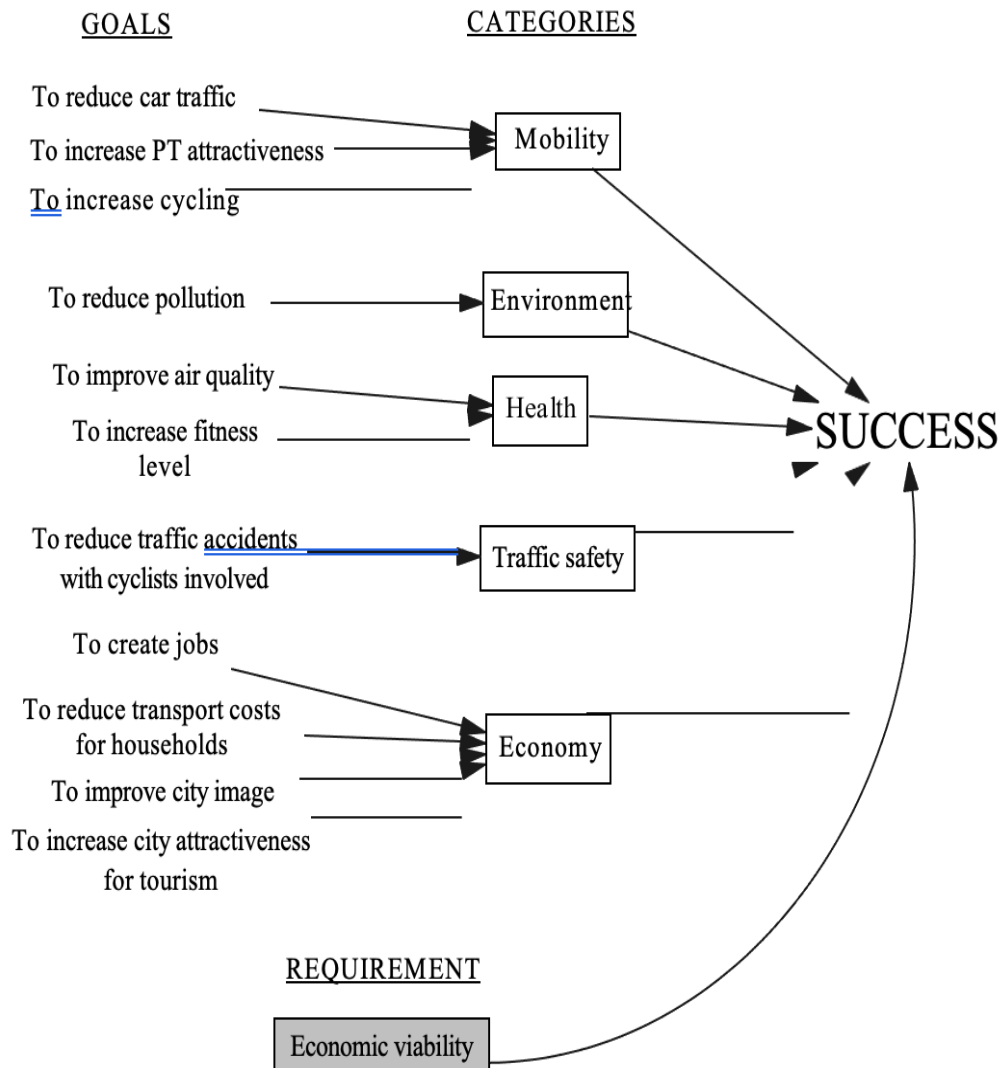 GOALS
CATEGORIES
To reduce car traffic
Mobility
To increase PT attractiveness
To increase cycling
To reduce pollution
Environment
To improve air quality
Health
To increase fitness
level
SUCCESS
To reduce traffic accidents
with cyclists involved
Traffic safety
To create jobs
To reduce transport costs
for households
Economy
To improve city image
To increase city attractiveness
for tourism
REQUIREMENT
Economic viability